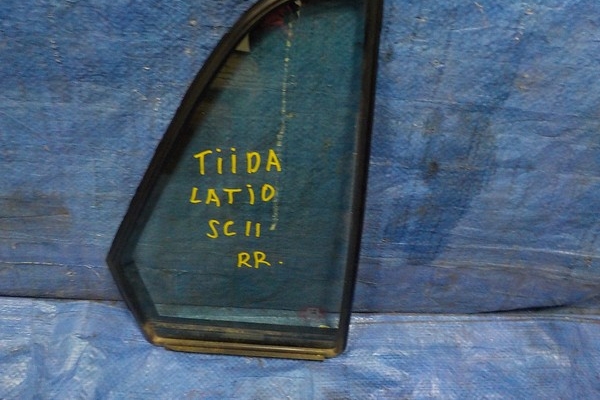 TiiDA
LATiO
SC11
RR.